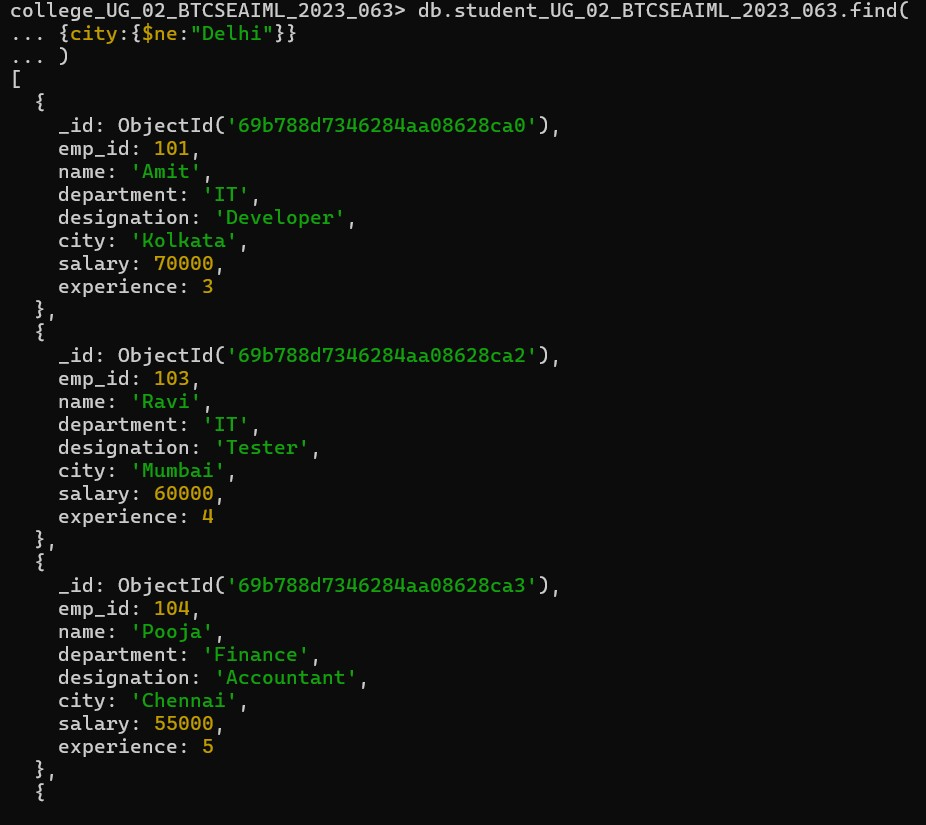 college_UG_02_BTCSEAIML_2023_063> db.student_UG_02_BTCSEAIML_2023_063.find(
... {city:{$ne:"Delhi"}}
... )
[
  {
    _id: ObjectId('69b788d7346284aa08628ca0'),
    emp_id: 101,
    name: 'Amit',
    department: 'IT',
    designation: 'Developer',
    city: 'Kolkata',
    salary: 70000,
    experience: 3
  },
  {
    _id: ObjectId('69b788d7346284aa08628ca2'),
    emp_id: 103,
    name: 'Ravi',
    department: 'IT',
    designation: 'Tester',
    city: 'Mumbai',
    salary: 60000,
    experience: 4
  },
  {
    _id: ObjectId('69b788d7346284aa08628ca3'),
    emp_id: 104,
    name: 'Pooja',
    department: 'Finance',
    designation: 'Accountant',
    city: 'Chennai',
    salary: 55000,
    experience: 5
  },
  {